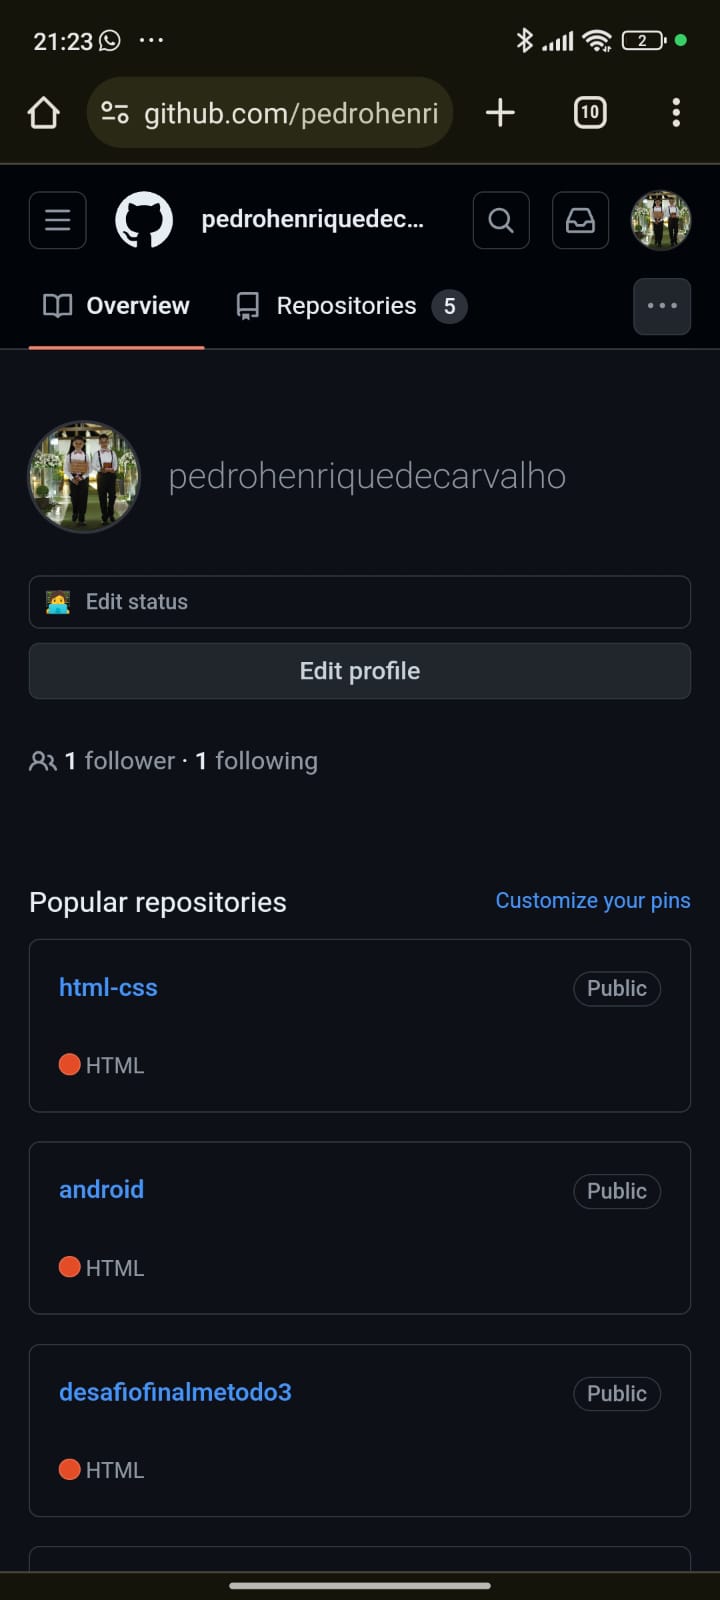 21:23
2
github.com/pedrohenri
10
pedrohenriquedec...
Overview
Repositories 5
pedrohenriquedecarvalho
Edit status
Edit profile
1 follower · 1 following
Popular repositories
Customize your pins
html-css
Public
HTML
android
Public
HTML
desafiofinalmetodo3
Public
HTML